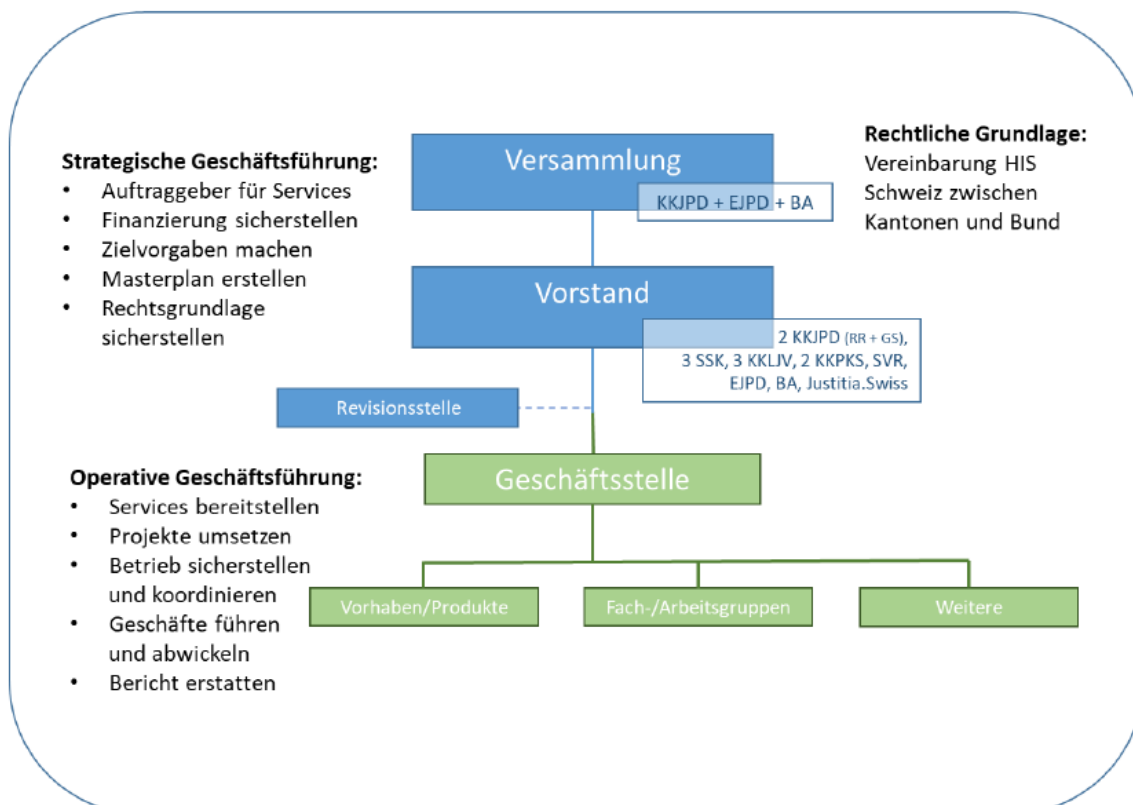 Strategische Geschäftsführung:
• Auftraggeber für Services
• Finanzierung sicherstellen
• Zielvorgaben machen
• Masterplan erstellen
• Rechtsgrundlage
sicherstellen
Versammlung
KKJPD + EJPD + BA
Rechtliche Grundlage:
Vereinbarung HIS
Schweiz zwischen
Kantonen und Bund
Vorstand
2 KKJPD (RR + GS),
3 SSK, 3 KKLJV, 2 KKPKS, SVR,
EJPD, BA, Justitia.Swiss
Revisionsstelle
Operative Geschäftsführung:
• Services bereitstellen
• Projekte umsetzen
• Betrieb sicherstellen
und koordinieren
• Geschäfte führen
und abwickeln
• Bericht erstatten
Geschäftsstelle
Vorhaben/Produkte
Fach-/Arbeitsgruppen
Weitere